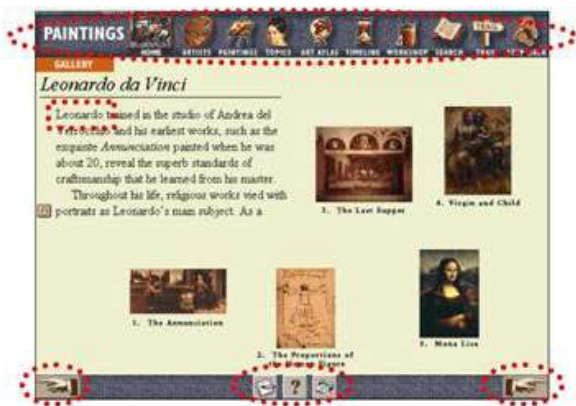 PAINTINGS
HOME ARTISTS PAINTINGS TOPICS ART ATLAS TIMELINE WORKSHOP SEARCH TRAIL
GALLERY
Leonardo da Vinci
Leonardo trained in the studio of Andrea del
Verrocchio and his earliest works, such as the
exquisite Annunciation painted when he was
about 20, reveal the superb standards of
craftsmanship that he learned from his master.
Throughout his life, religious works vied with
portraits as Leonardo's main subject. As a
3. The Last Supper
4. Virgin and Child
1. The Annunciation
2. The Proportions of
the Human Figure
5. Mona Lisa
?